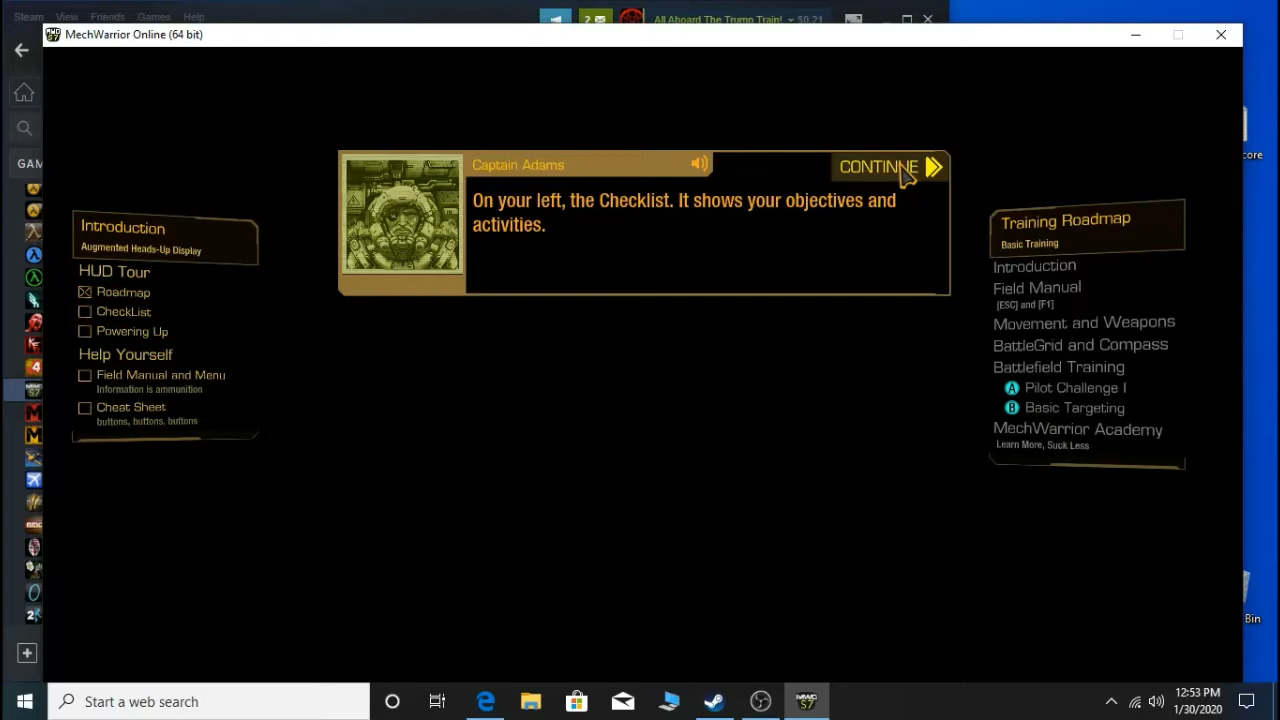 Steam View Friends Games Help
2
All Aboard The Trump Train! $0.21
MechWarrior Online (64 bit)
GAM
Captain Adams
CONTINUE
On your left, the Checklist. It shows your objectives and
activities.
Introduction
Augmented Heads-Up Display
HUD Tour
Roadmap
CheckList
Powering Up
Help Yourself
Field Manual and Menu
Information is ammunition
Cheat Sheet
buttons, buttons, buttons
Training Roadmap
Basic Training
Introduction
Field Manual
[ESC] and [F1]
Movement and Weapons
BattleGrid and Compass
Battlefield Training
A Pilot Challenge I
B Basic Targeting
MechWarrior Academy
Learn More, Suck Less
core
Bin
Start a web search
MWO
S7
12:53 PM
1/30/2020